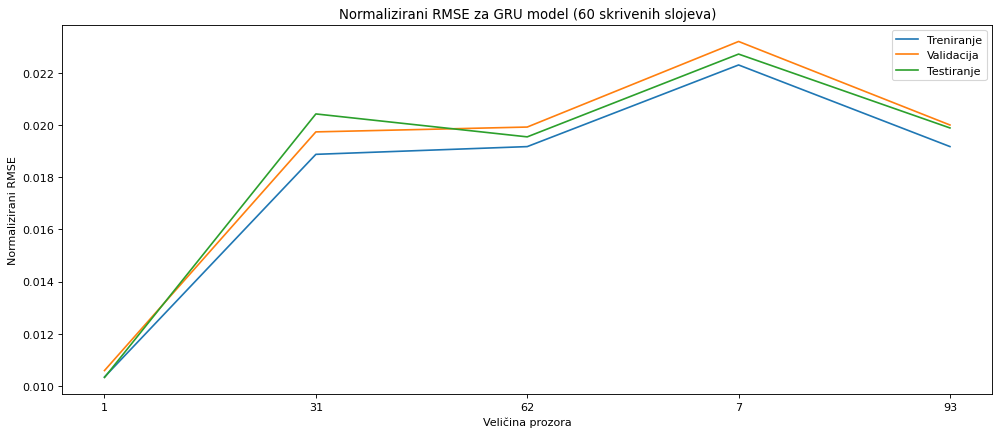 Normalizirani RMSE za GRU model (60 skrivenih slojeva)
Treniranje
Validacija
Testiranje
Normalizirani RMSE
0.022
0.020
0.018
0.016
0.014
0.012
0.010
1
31
62
7
93
Veličina prozora